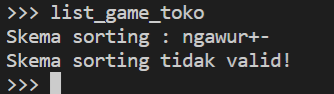 >>> list_game_toko
Skema sorting : ngawur+-
Skema sorting tidak valid!
>>>